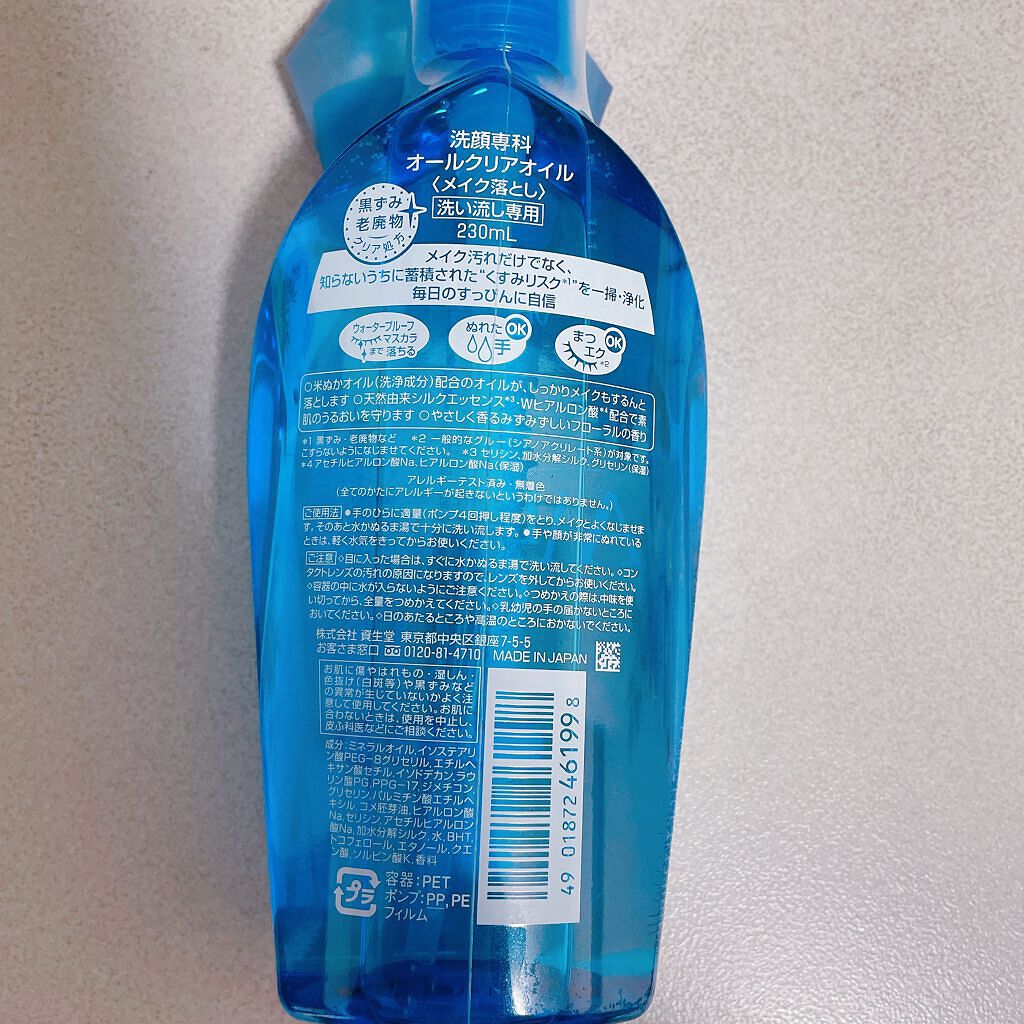 洗顔専科
オールクリアオイル
〈メイク落とし〉
洗い流し専用
230mL
黒ずみ
老廃物
クリア処方
メイク汚れだけでなく、
知らないうちに蓄積された“くすみリスク*1”を一掃・浄化
毎日のすっぴんに自信
ウォータープルーフ
マスカラ
まで落ちる
ぬれた
手
OK
まつ
エク*2
OK
○米ぬかオイル(洗浄成分)配合のオイルが、しっかりメイクもするんと
落とします ○天然由来シルクエッセンス*3・Wヒアルロン酸*4配合で素
肌のうるおいを守ります ○やさしく香るみずみずしいフローラルの香り
*1 黒ずみ・老廃物など *2 一般的なグルー(シアノアクリレート系)が対象です。
こすらないようになじませてください。 *3 セリシン、加水分解シルク、グリセリン(保湿)
*4 アセチルヒアルロン酸Na、ヒアルロン酸Na(保湿)
アレルギーテスト済み・無着色
(全てのかたにアレルギーが起きないというわけではありません。)
ご使用法 ●手のひらに適量(ポンプ4回押し程度)をとり、メイクとよくなじませま
す。そのあと水かぬるま湯で十分に洗い流します。●手や顔が非常にぬれている
ときは、軽く水気をきってからお使いください。
ご注意 ◇目に入った場合は、すぐに水かぬるま湯で洗い流してください。◇コン
タクトレンズの汚れの原因になりますので、レンズを外してからお使いください。
◇容器の中に水が入らないようにご注意ください。◇つめかえの際は、中味を使
い切ってから、全量をつめかえてください。◇乳幼児の手の届かないところに
おいてください。◇日のあたるところや高温のところにおかないでください。
株式会社 資生堂 東京都中央区銀座7-5-5
お客さま窓口 0120-81-4710 MADE IN JAPAN
お肌に傷やはれもの・湿しん・
色抜け(白斑等)や黒ずみなど
の異常が生じていないかよく注
意して使用してください。お肌に
合わないときは、使用を中止し、
皮ふ科医などにご相談ください。
成分:ミネラルオイル,イソステアリ
ン酸PEG-8グリセリル,エチルヘ
キサン酸セチル,イソドデカン,ラウ
リン酸PG,PPG-17,ジメチコン,
グリセリン,パルミチン酸エチルヘ
キシル,コメ胚芽油,ヒアルロン酸
Na,セリシン,アセチルヒアルロン
酸Na,加水分解シルク,水,BHT,
トコフェロール,エタノール,クエ
ン酸,ソルビン酸K,香料
プラ
容器:PET
ポンプ:PP,PE
フィルム
49 01872 46199 8